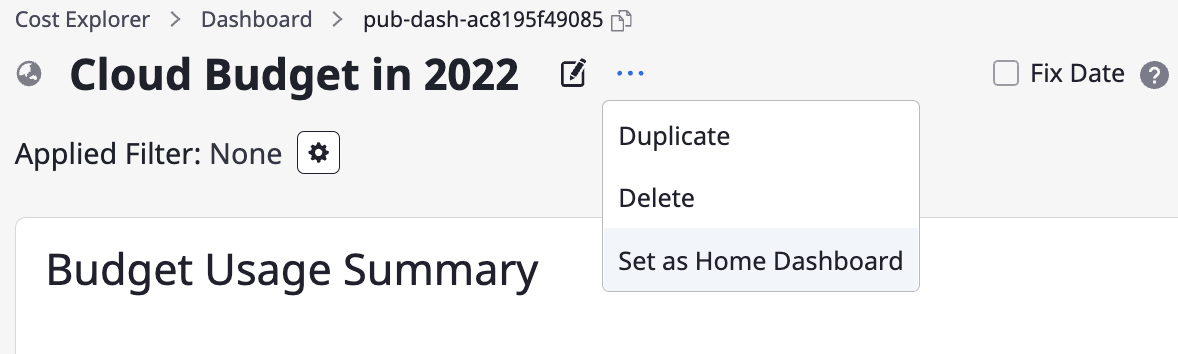 Cost Explorer > Dashboard > pub-dash-ac8195f49085
Cloud Budget in 2022 ...
Fix Date ?
Duplicate
Applied Filter: None
Delete
Set as Home Dashboard
Budget Usage Summary